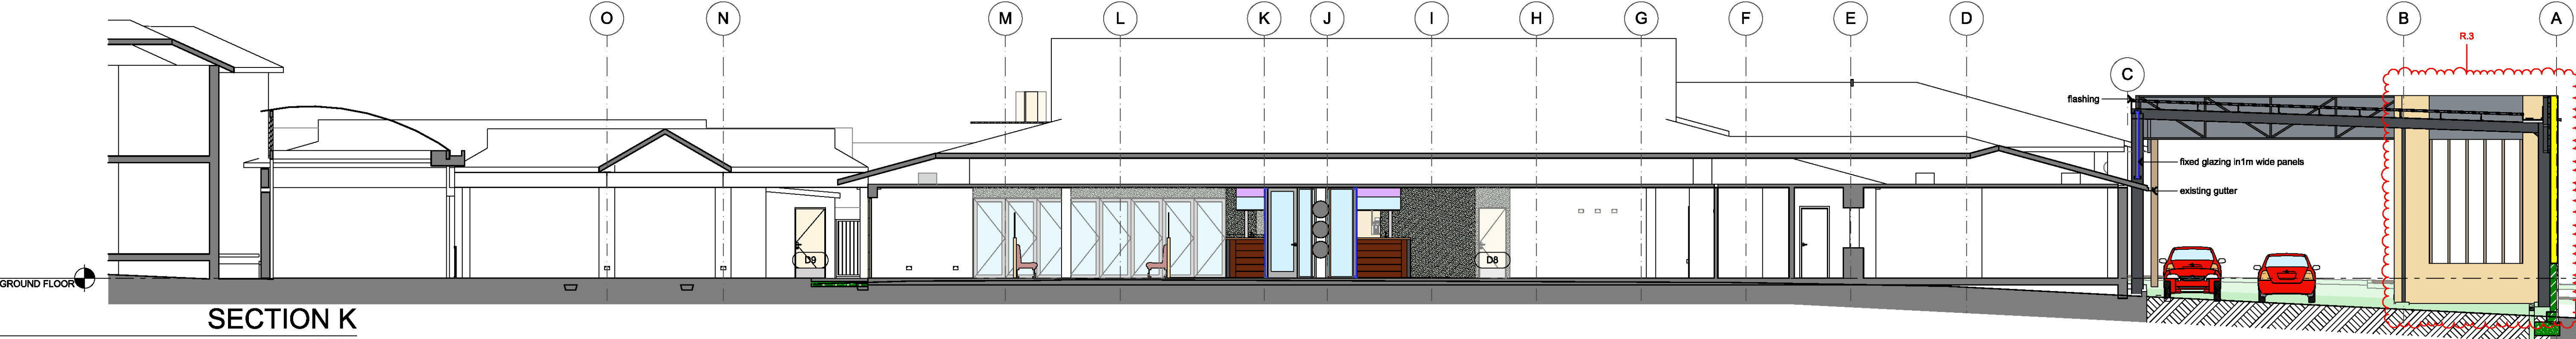 O
N
M
L
K
J
I
H
G
F
E
D
C
B
A
R.3
flashing
fixed glazing in1m wide panels
existing gutter
D9
D8
GROUND FLOOR
SECTION K